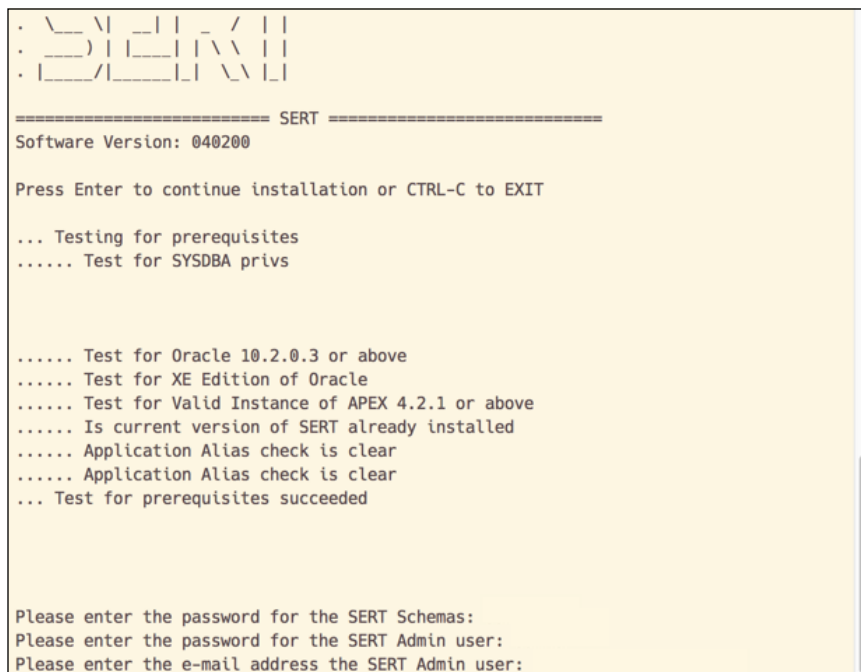 . \___ \| __| | _ / | |
. ____) | |____| | \ \ | |
. |_____/|______|_| \_\ |_|
========================== SERT ============================
Software Version: 040200
Press Enter to continue installation or CTRL-C to EXIT
... Testing for prerequisites
...... Test for SYSDBA privs
...... Test for Oracle 10.2.0.3 or above
...... Test for XE Edition of Oracle
...... Test for Valid Instance of APEX 4.2.1 or above
...... Is current version of SERT already installed
...... Application Alias check is clear
...... Application Alias check is clear
... Test for prerequisites succeeded
Please enter the password for the SERT Schemas:
Please enter the password for the SERT Admin user:
Please enter the e-mail address the SERT Admin user: